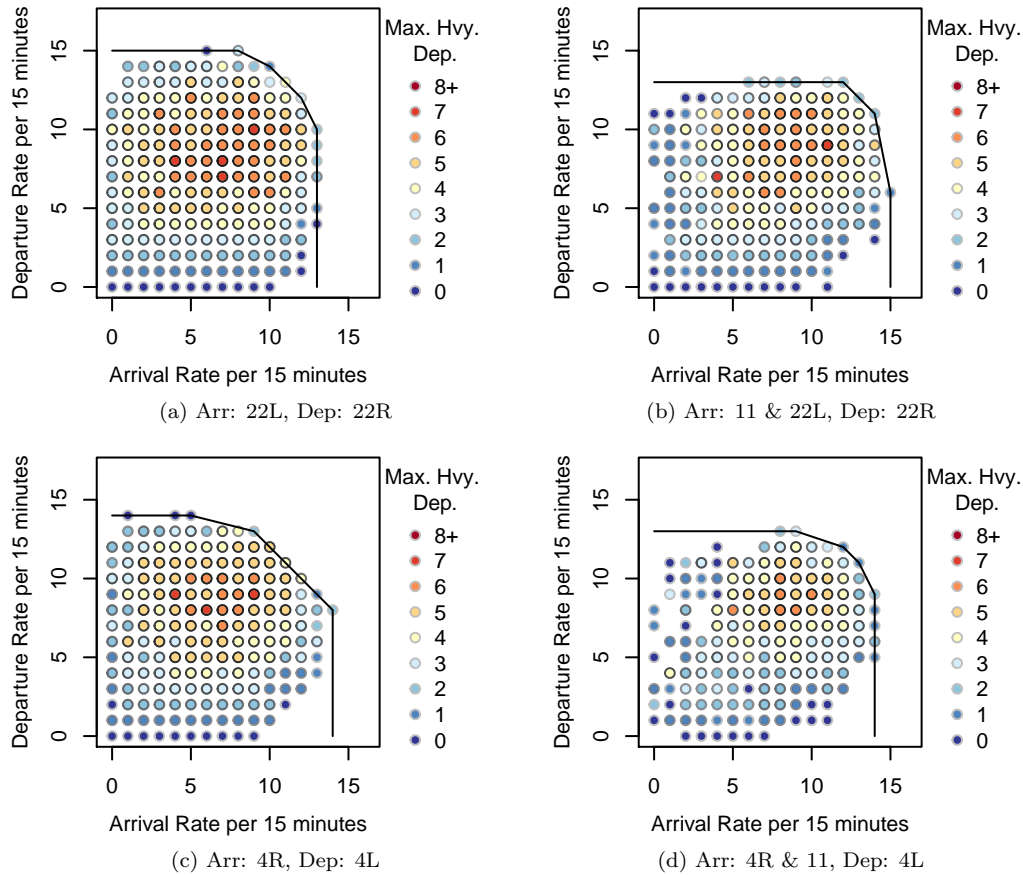 Departure Rate per 15 minutes
15
10
5
0
0 5 10 15
Arrival Rate per 15 minutes
Max. Hvy.
Dep.
8+
7
6
5
4
3
2
1
0
(a) Arr: 22L, Dep: 22R
Departure Rate per 15 minutes
15
10
5
0
0 5 10 15
Arrival Rate per 15 minutes
Max. Hvy.
Dep.
8+
7
6
5
4
3
2
1
0
(b) Arr: 11 & 22L, Dep: 22R
Departure Rate per 15 minutes
15
10
5
0
0 5 10 15
Arrival Rate per 15 minutes
Max. Hvy.
Dep.
8+
7
6
5
4
3
2
1
0
(c) Arr: 4R, Dep: 4L
Departure Rate per 15 minutes
15
10
5
0
0 5 10 15
Arrival Rate per 15 minutes
Max. Hvy.
Dep.
8+
7
6
5
4
3
2
1
0
(d) Arr: 4R & 11, Dep: 4L